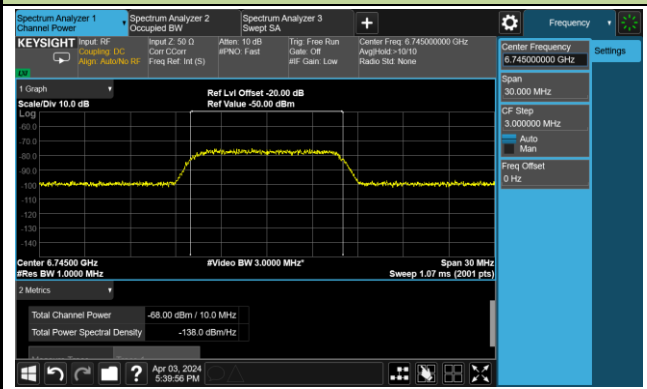 Spectrum Analyzer 1
Channel Power
Spectrum Analyzer 2
Occupied BW
Spectrum Analyzer 3
Swept SA
Frequency
KEYSIGHT
Input: RF
Coupling: DC
Align: Auto/No RF
Input Z: 50 Ω
Corr CCorr
Freq Ref: Int (S)
Atten: 10 dB
#PNO: Fast
Trig: Free Run
Gate: Off
#IF Gain: Low
Center Freq: 6.745000000 GHz
Avg|Hold:>10/10
Radio Std: None
Center Frequency
6.745000000 GHz
Settings
Span
30.000 MHz
CF Step
3.000000 MHz
Auto
Man
Freq Offset
0 Hz
1 Graph
Scale/Div 10.0 dB
Ref Lvl Offset -20.00 dB
Ref Value -50.00 dBm
Log
-60.0
-70.0
-80.0
-90.0
-100
-110
-120
-130
-140
Center 6.74500 GHz
#Video BW 3.0000 MHz*
Span 30 MHz
#Res BW 1.0000 MHz
Sweep 1.07 ms (2001 pts)
2 Metrics
Total Channel Power -68.00 dBm / 10.0 MHz
Total Power Spectral Density -138.0 dBm/Hz
Apr 03, 2024
5:39:56 PM